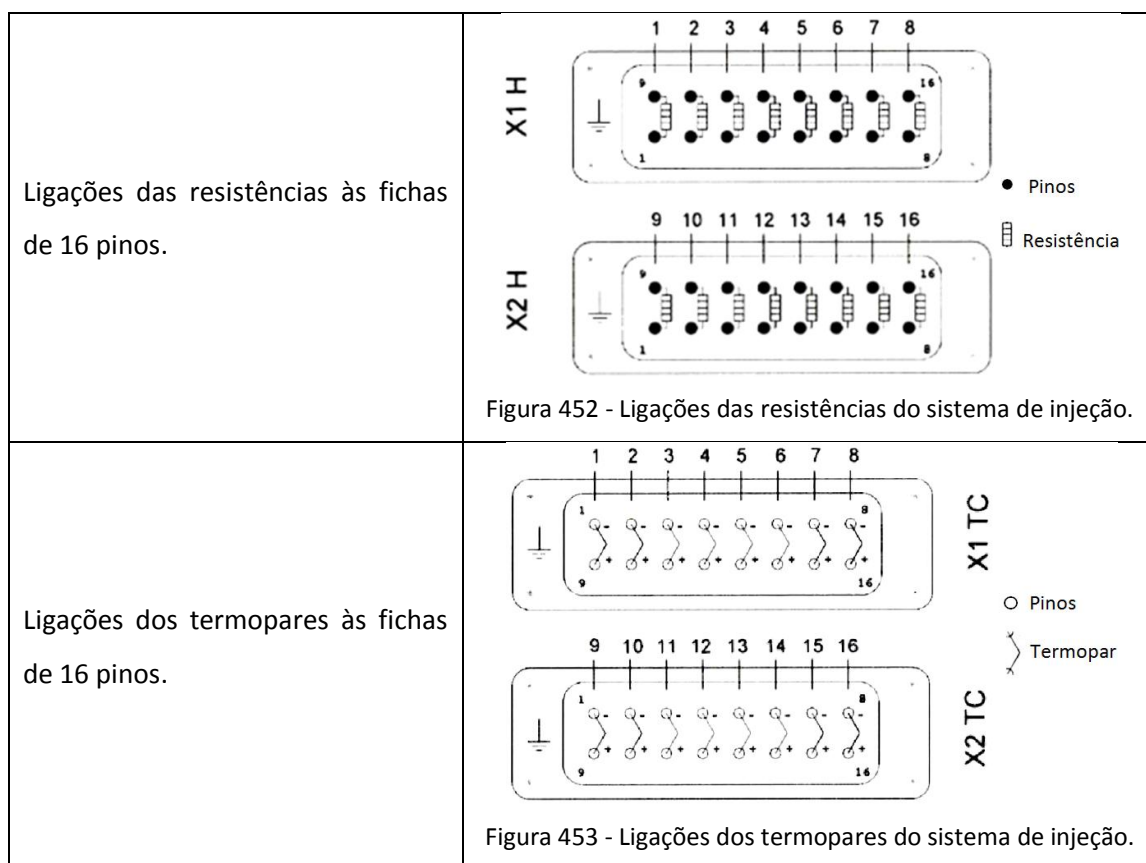 Ligações das resistências às fichas
de 16 pinos.
1 2 3 4 5 6 7 8
X1 H
9 16
1 8
9 10 11 12 13 14 15 16
X2 H
9 16
1 8
Pinos
Resistência
Figura 452 - Ligações das resistências do sistema de injeção.
Ligações dos termopares às fichas
de 16 pinos.
1 2 3 4 5 6 7 8
X1 TC
1 8
- - - - - - - -
+ + + + + + + +
9 16
9 10 11 12 13 14 15 16
X2 TC
1 8
- - - - - - - -
+ + + + + + + +
9 16
Pinos
Termopar
Figura 453 - Ligações dos termopares do sistema de injeção.